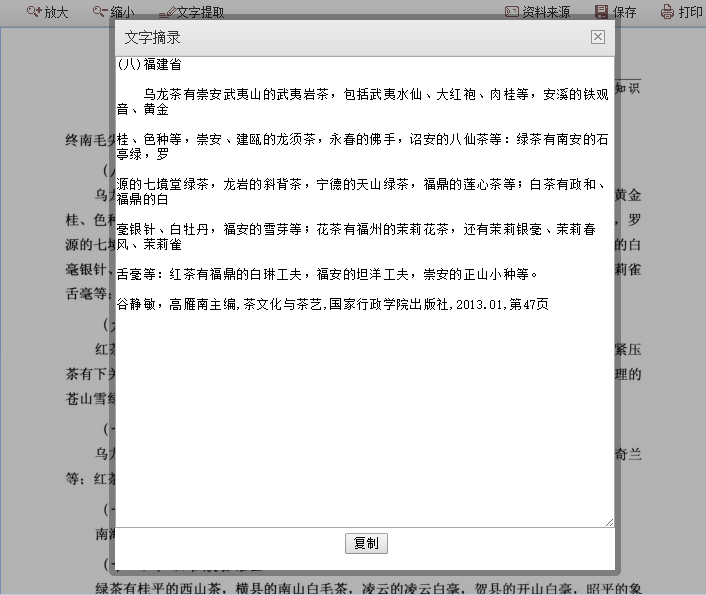 放大 缩小 文字提取 资料来源 保存 打印
文字摘录
(八)福建省
乌龙茶有崇安武夷山的武夷岩茶，包括武夷水仙、大红袍、肉桂等，安溪的铁观
音、黄金
桂、色种等，崇安、建瓯的龙须茶，永春的佛手，诏安的八仙茶等：绿茶有南安的石
亭绿，罗
源的七境堂绿茶，龙岩的斜背茶，宁德的天山绿茶，福鼎的莲心茶等；白茶有政和、
福鼎的白
毫银针、白牡丹，福安的雪芽等；花茶有福州的茉莉花茶，还有茉莉银毫、茉莉春
风、茉莉雀
舌毫等：红茶有福鼎的白琳工夫，福安的坦洋工夫，崇安的正山小种等。
谷静敏，高雁南主编,茶文化与茶艺,国家行政学院出版社,2013.01,第47页
复制
知识
终南毛
黄金
桂、色 ，罗
源的七 的白
毫银针、 莉雀
舌毫等
红 紧压
茶有下 理的
苍山雪
乌 奇兰
等；红
南
绿茶有桂平的西山茶，横县的南山白毛茶，凌云的凌云白毫，贺县的开山白毫，昭平的象